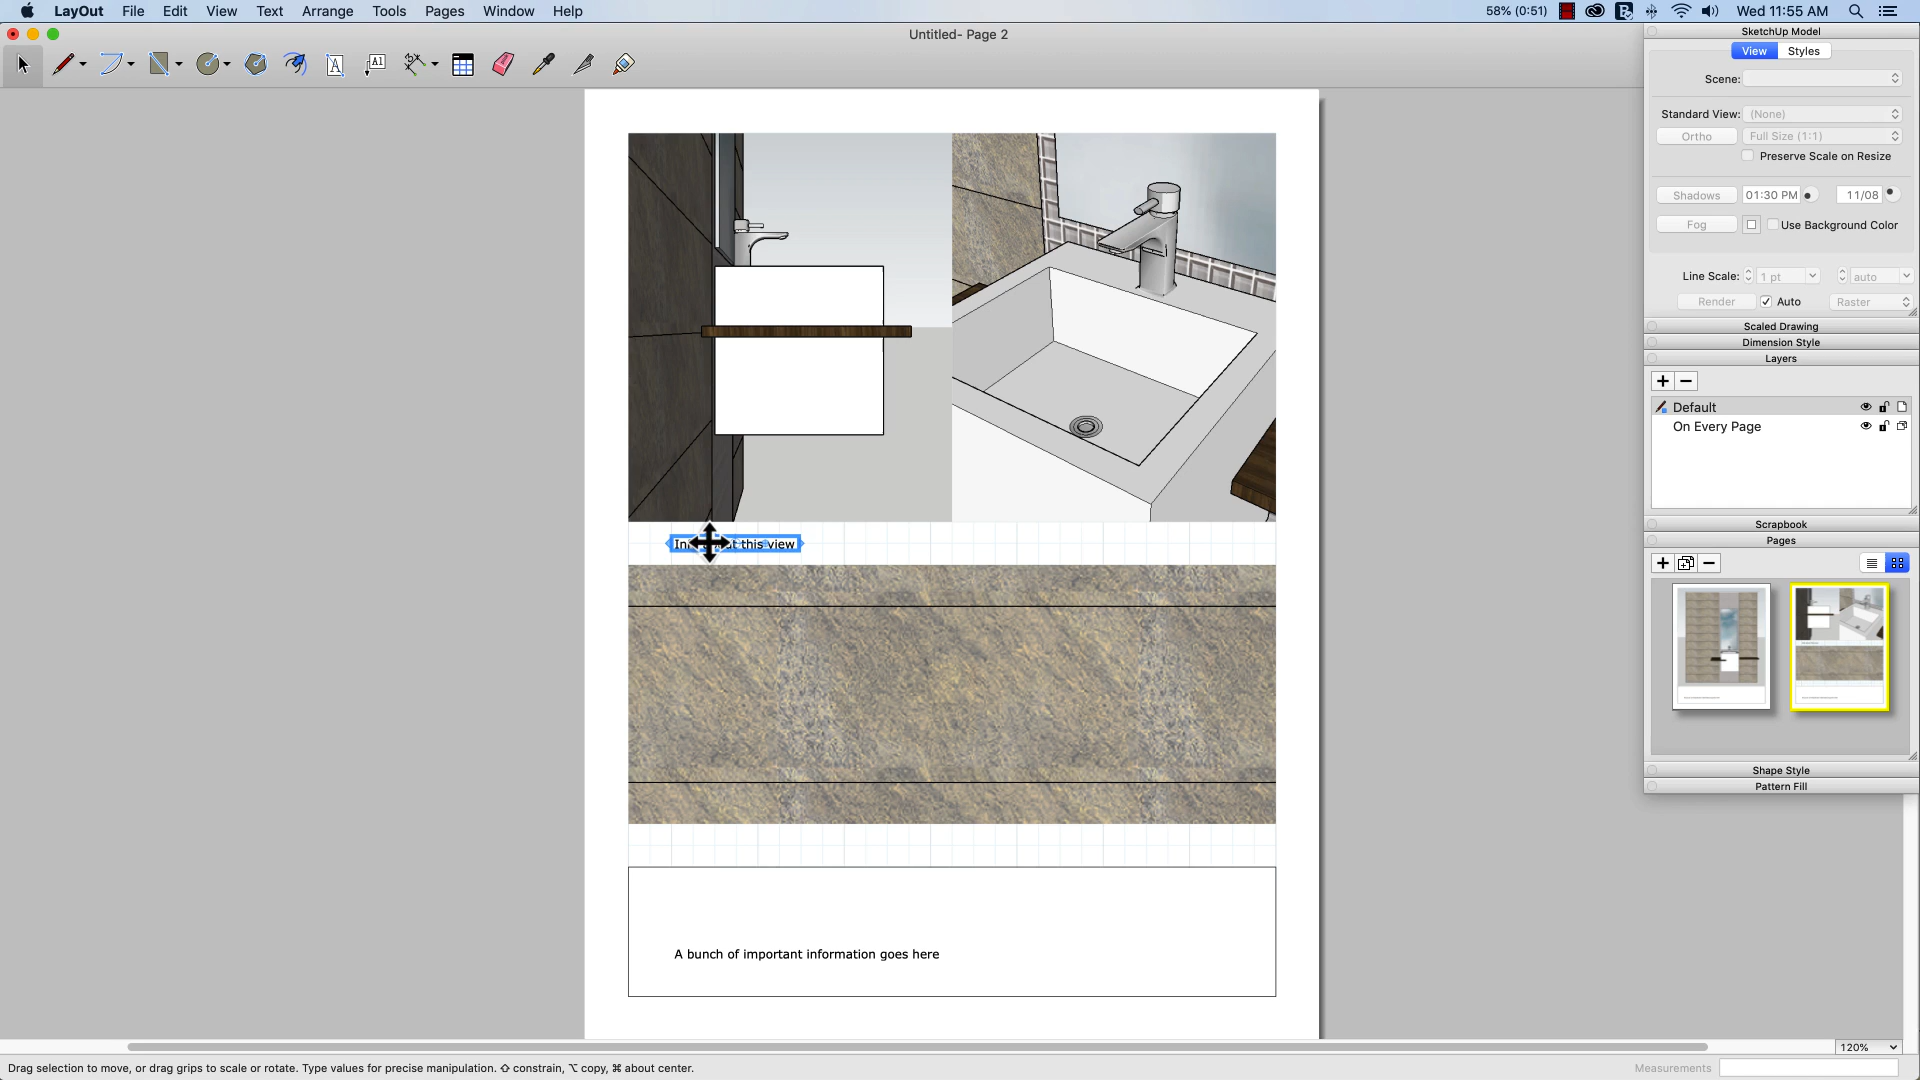 LayOut File Edit View Text Arrange Tools Pages Window Help 58% (0:51) Wed 11:55 AM
Untitled- Page 2
SketchUp Model
View Styles
Scene:
Standard View: (None)
Ortho Full Size (1:1)
Preserve Scale on Resize
Shadows 01:30 PM 11/08
Fog Use Background Color
Line Scale: 1 pt auto
Render Auto Raster
Scaled Drawing
Dimension Style
Layers
Default
On Every Page
Scrapbook
Pages
Shape Style
Pattern Fill
this view
A bunch of important information goes here
120%
Drag selection to move, or drag grips to scale or rotate. Type values for precise manipulation. ⇧ constrain, ⌥ copy, ⌘ about center. Measurements